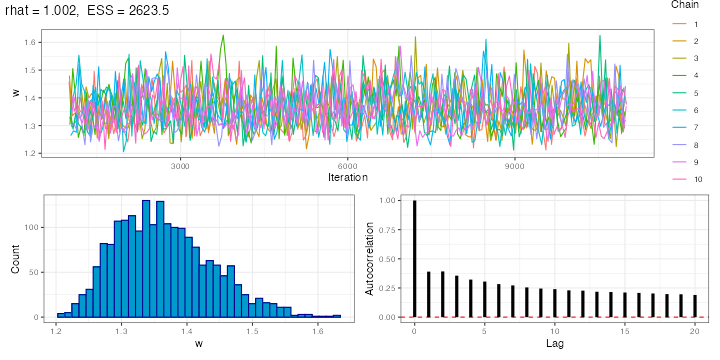 rhat = 1.002,  ESS = 2623.5
Chain
1
2
3
4
5
6
7
8
9
10
1.6
1.5
1.4
1.3
1.2
w
3000 6000 9000
Iteration
100
50
0
Count
1.2 1.3 1.4 1.5 1.6
w
1.00
0.75
0.50
0.25
0.00
Autocorrelation
0 5 10 15 20
Lag